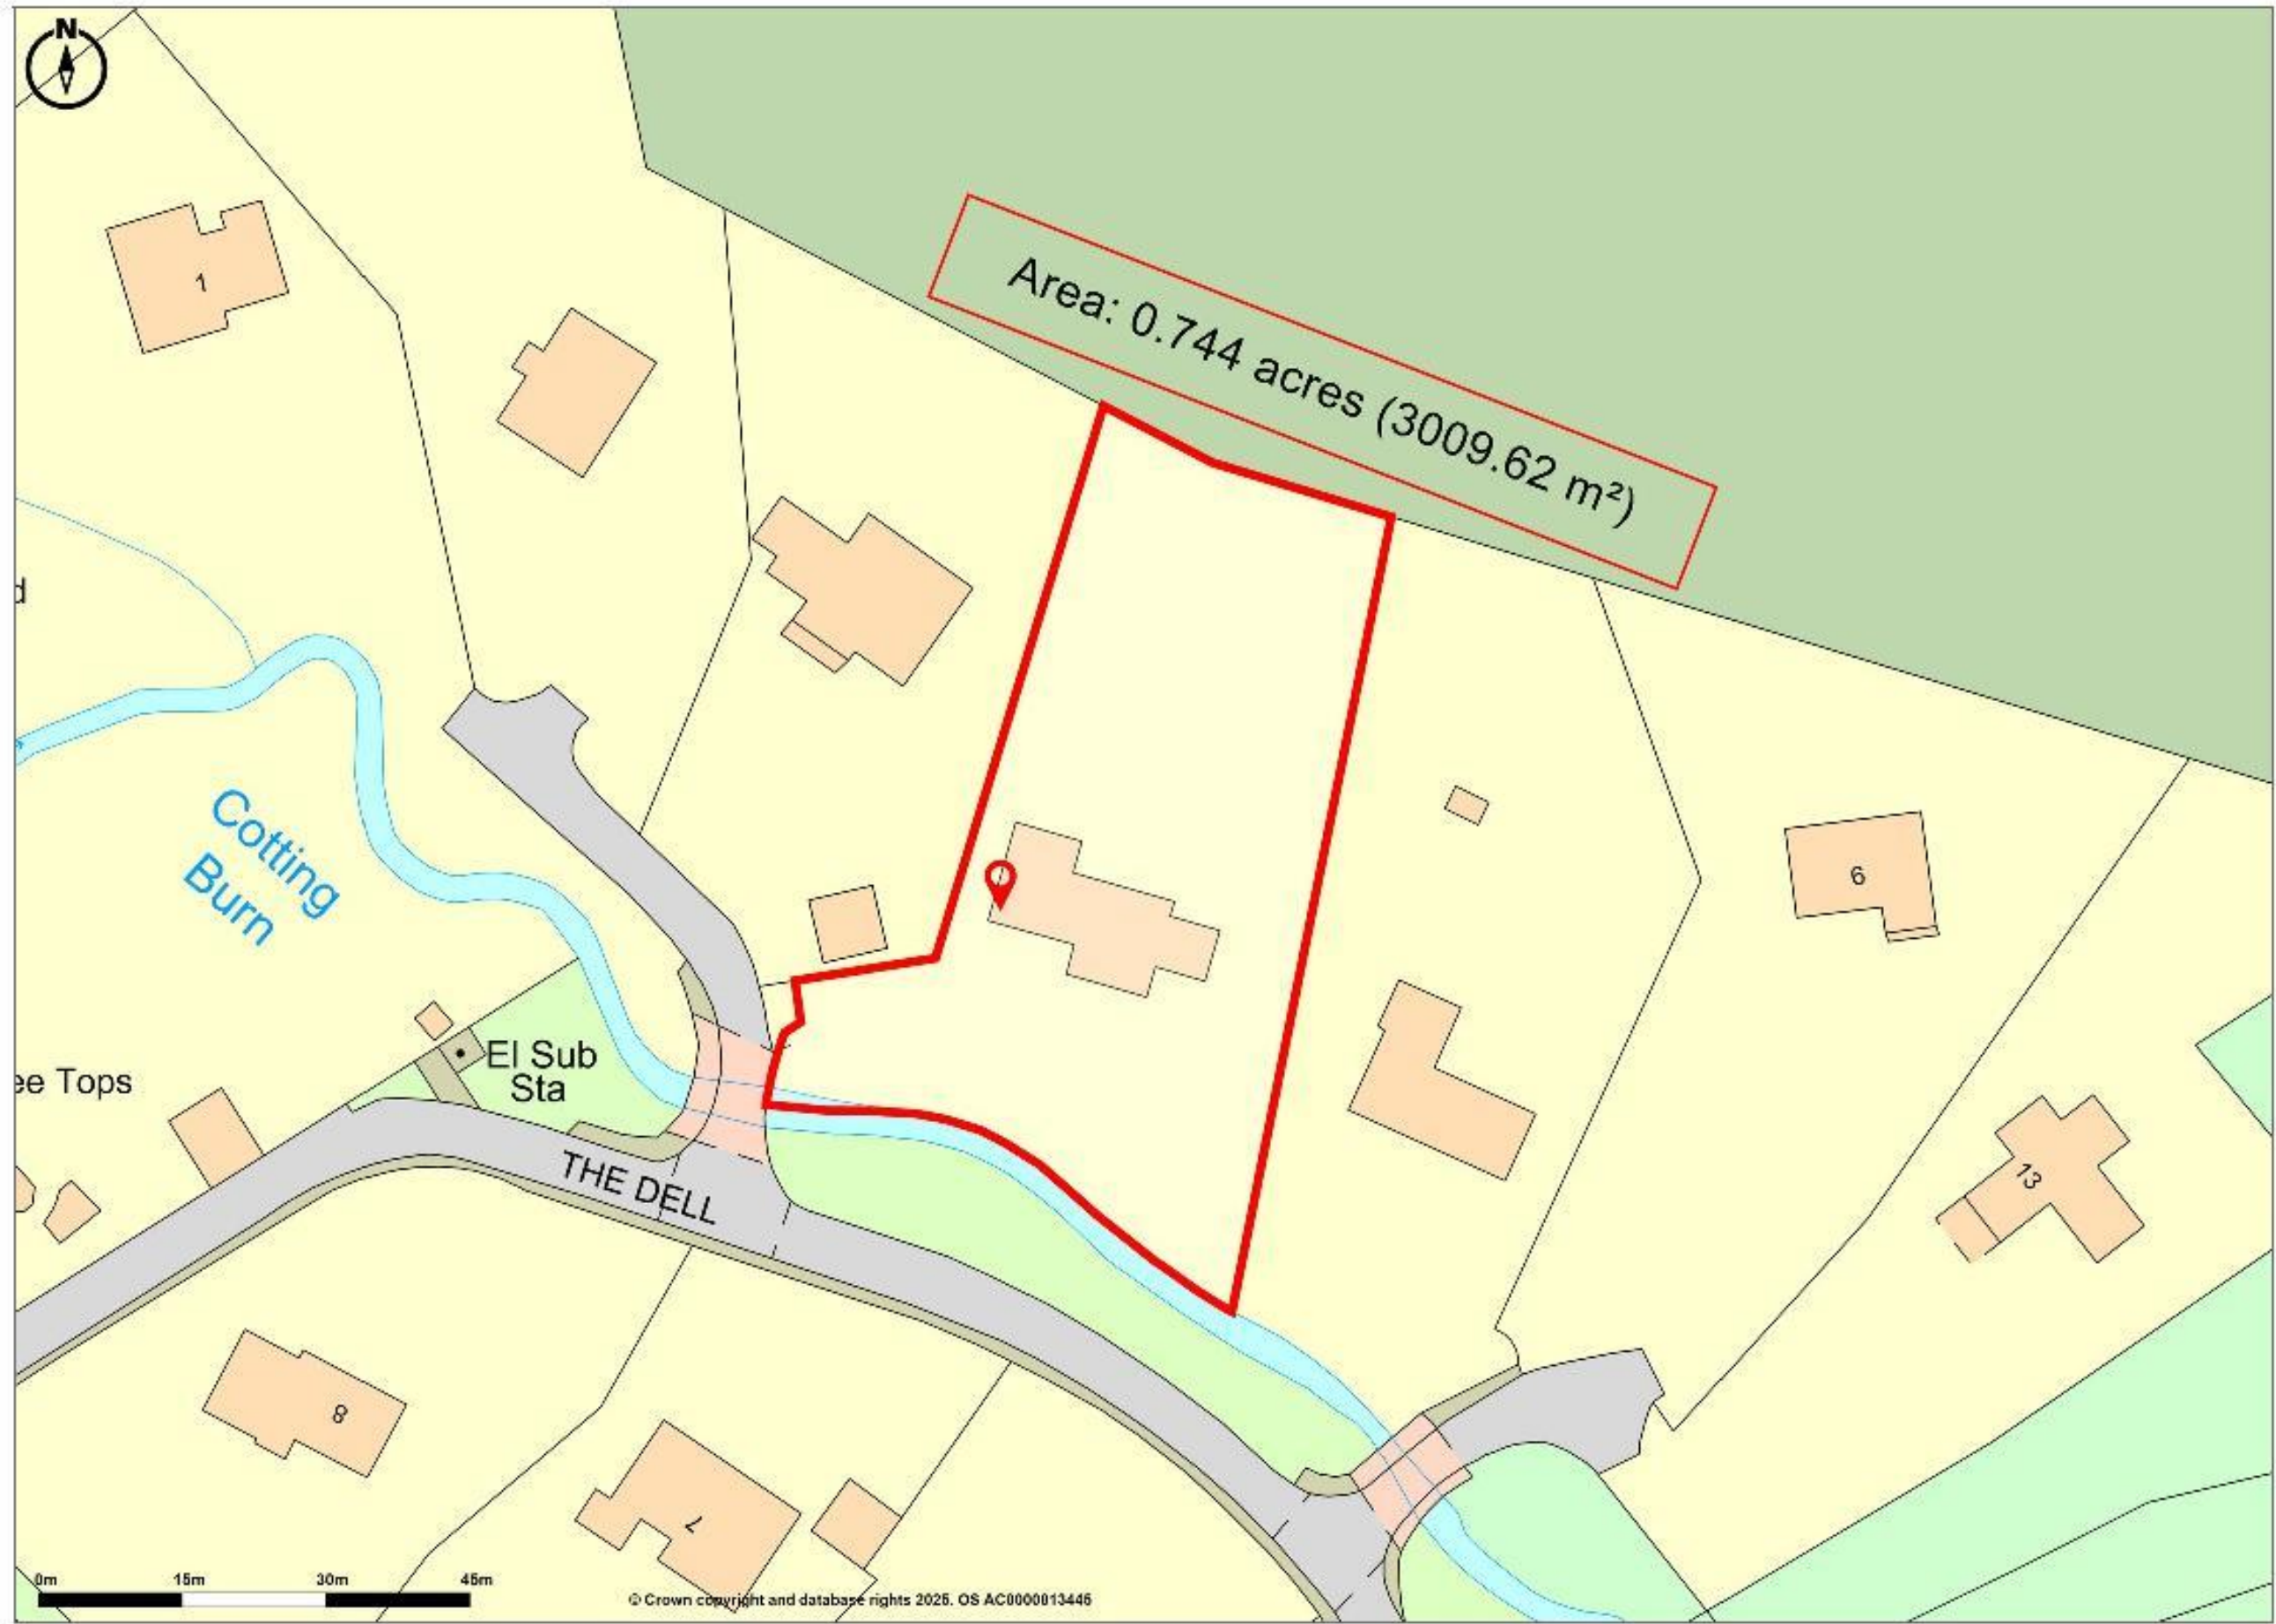 N
1
Area: 0.744 acres (3009.62 m²)
d
Cotting
Burn
6
El Sub
Sta
ee Tops
THE DELL
13
8
7
0m 15m 30m 45m
© Crown copyright and database rights 2025. OS AC0000813445